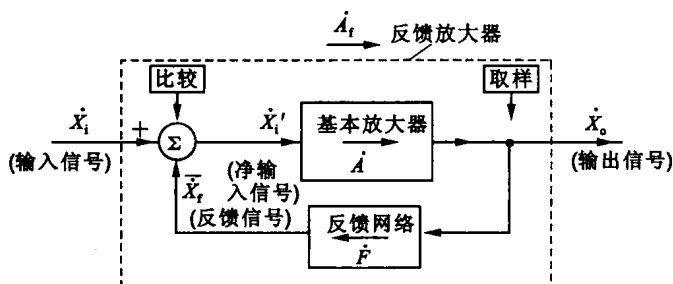 Ȧf 反馈放大器
比较
取样
Ẋi
+
Σ
Ẋi′
基本放大器
Ȧ
Ẋo
(输入信号)
(输出信号)
− Ẋf
(净输
入信号)
(反馈信号)
反馈网络
Ḟ